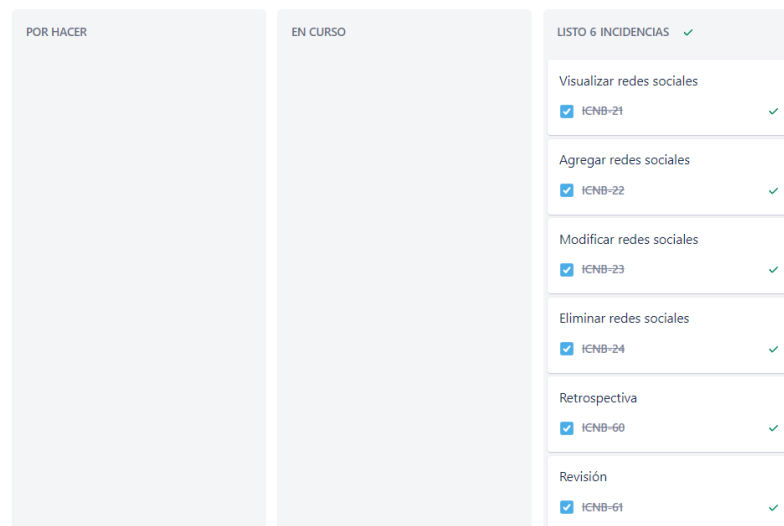 POR HACER
EN CURSO
LISTO 6 INCIDENCIAS
Visualizar redes sociales
ICNB-21
Agregar redes sociales
ICNB-22
Modificar redes sociales
ICNB-23
Eliminar redes sociales
ICNB-24
Retrospectiva
ICNB-60
Revisión
ICNB-61